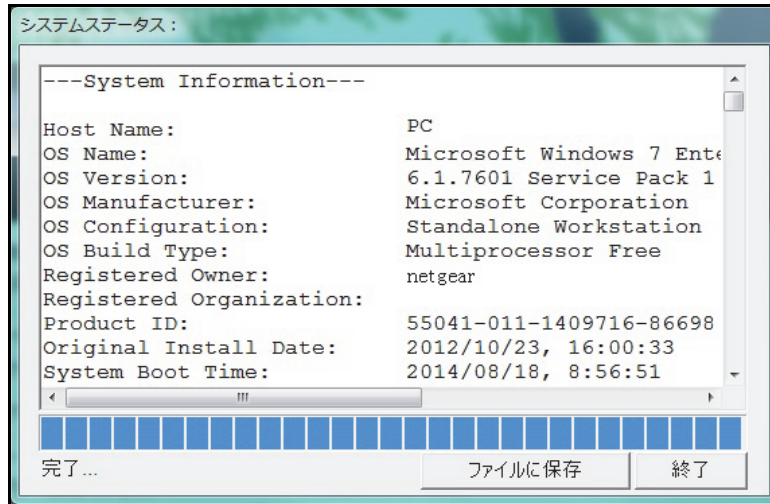 システムステータス：
---System Information---
Host Name: PC
OS Name: Microsoft Windows 7 Ente
OS Version: 6.1.7601 Service Pack 1
OS Manufacturer: Microsoft Corporation
OS Configuration: Standalone Workstation
OS Build Type: Multiprocessor Free
Registered Owner: netgear
Registered Organization:
Product ID: 55041-011-1409716-86698
Original Install Date: 2012/10/23, 16:00:33
System Boot Time: 2014/08/18, 8:56:51
完了...
ファイルに保存 終了